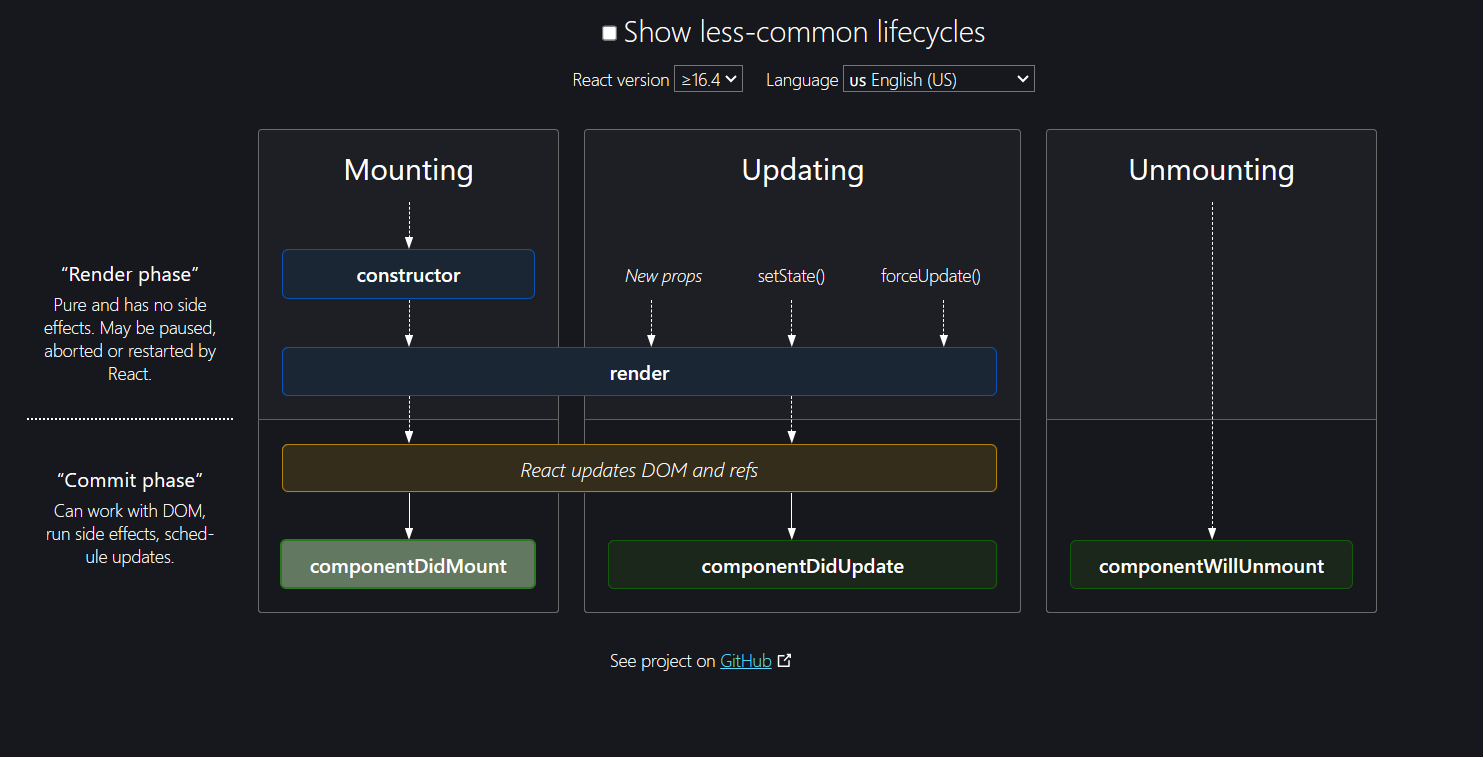 Show less-common lifecycles
React version ≥16.4 Language us English (US)
Mounting
Updating
Unmounting
“Render phase”
Pure and has no side
effects. May be paused,
aborted or restarted by
React.
constructor
New props
setState()
forceUpdate()
render
“Commit phase”
Can work with DOM,
run side effects, sched-
ule updates.
React updates DOM and refs
componentDidMount
componentDidUpdate
componentWillUnmount
See project on GitHub